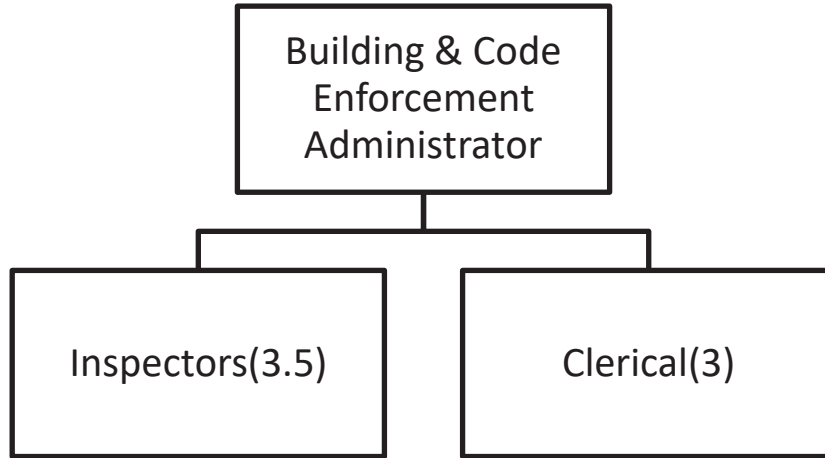 Building & Code
Enforcement
Administrator
Inspectors(3.5)
Clerical(3)